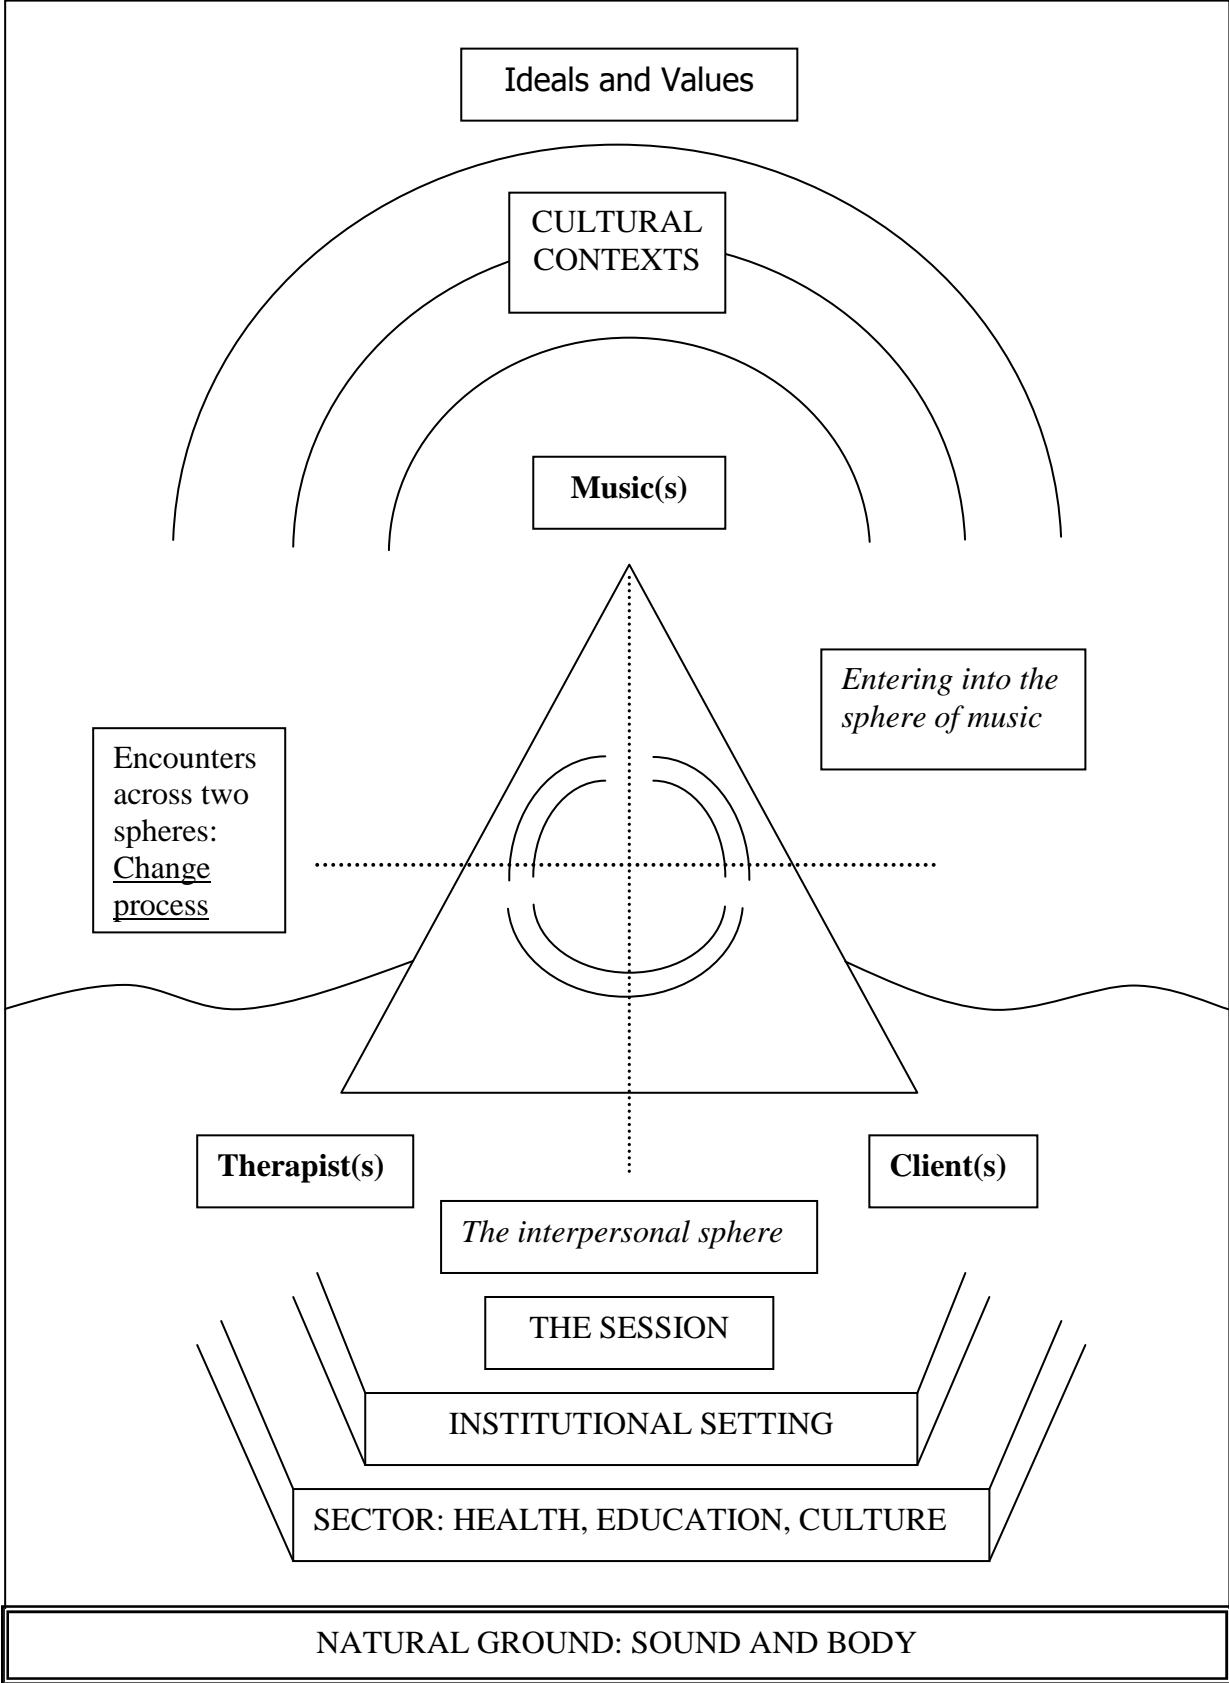 Ideals and Values
CULTURAL
CONTEXTS
Music(s)
Entering into the
sphere of music
Encounters
across two
spheres:
Change
process
Therapist(s)
Client(s)
The interpersonal sphere
THE SESSION
INSTITUTIONAL SETTING
SECTOR: HEALTH, EDUCATION, CULTURE
NATURAL GROUND: SOUND AND BODY